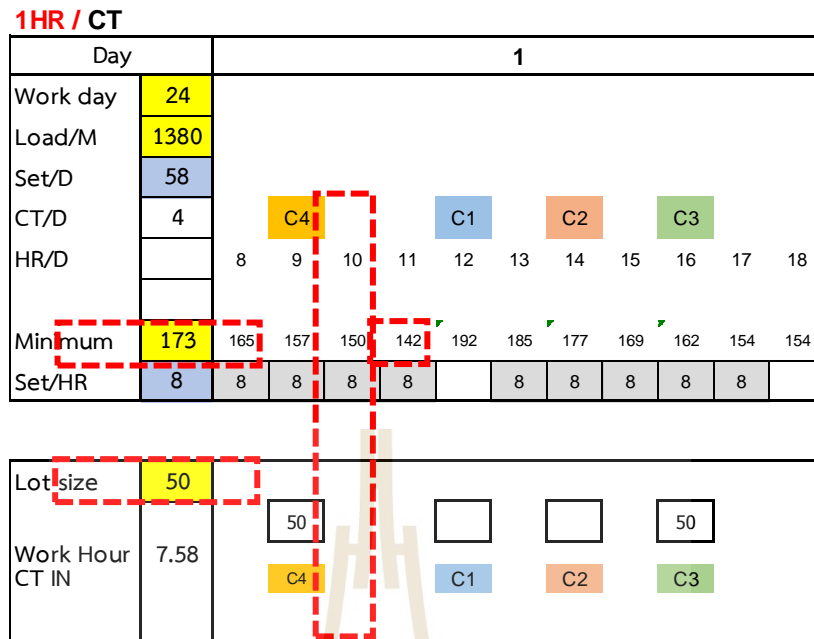 1HR / CT
Day 1
Work day 24
Load/M 1380
Set/D 58
CT/D 4 C4 C1 C2 C3
HR/D 8 9 10 11 12 13 14 15 16 17 18
Minimum 173 165 157 150 142 192 185 177 169 162 154 154
Set/HR 8 8 8 8 8 8 8 8 8 8
Lot size 50
50 50
Work Hour 7.58
CT IN C4 C1 C2 C3